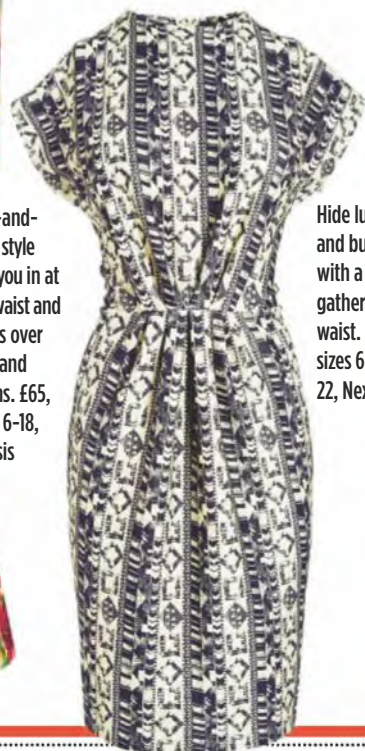 -and-
style
you in at
waist and
s over
and
ns. £65,
6-18,
sis
Hide lu
and bu
with a
gather
waist.
sizes 6
22, Nex